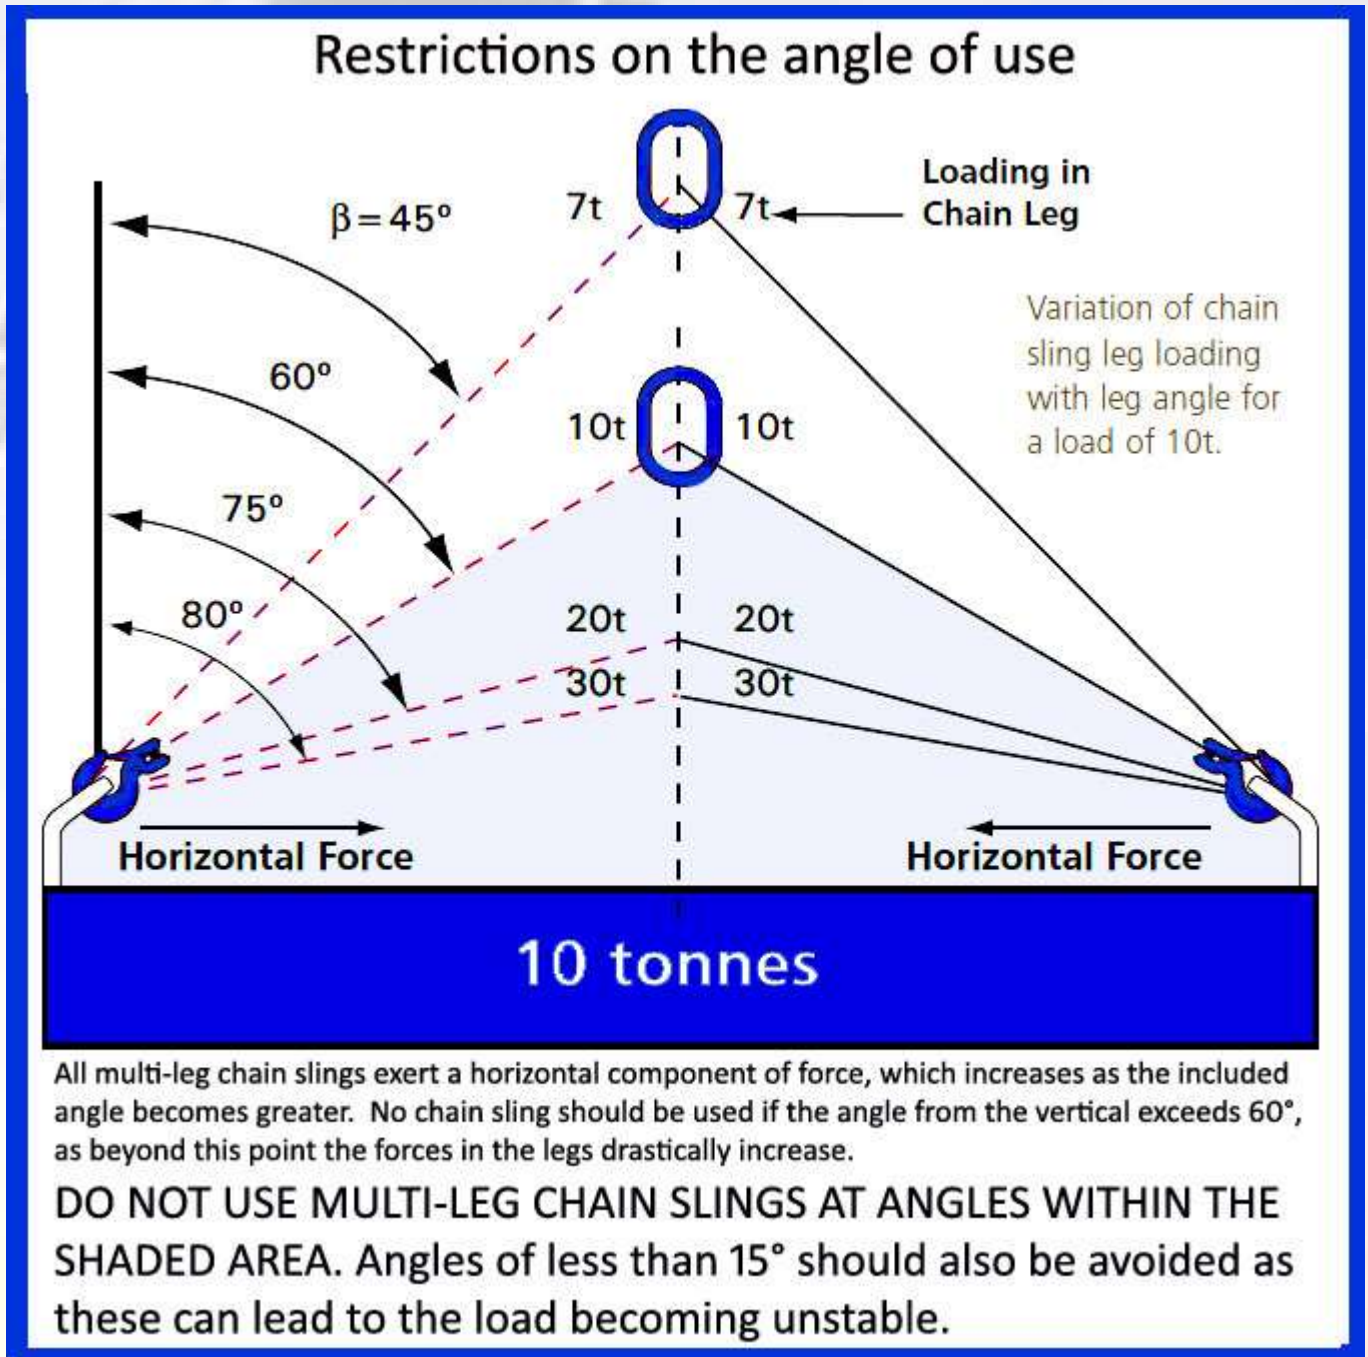 Restrictions on the angle of use
β = 45º
7t
7t
Loading in
Chain Leg
Variation of chain
sling leg loading
with leg angle for
a load of 10t.
60º
10t
10t
75º
80º
20t
20t
30t
30t
Horizontal Force
Horizontal Force
10 tonnes
All multi-leg chain slings exert a horizontal component of force, which increases as the included
angle becomes greater. No chain sling should be used if the angle from the vertical exceeds 60°,
as beyond this point the forces in the legs drastically increase.
DO NOT USE MULTI-LEG CHAIN SLINGS AT ANGLES WITHIN THE
SHADED AREA. Angles of less than 15° should also be avoided as
these can lead to the load becoming unstable.